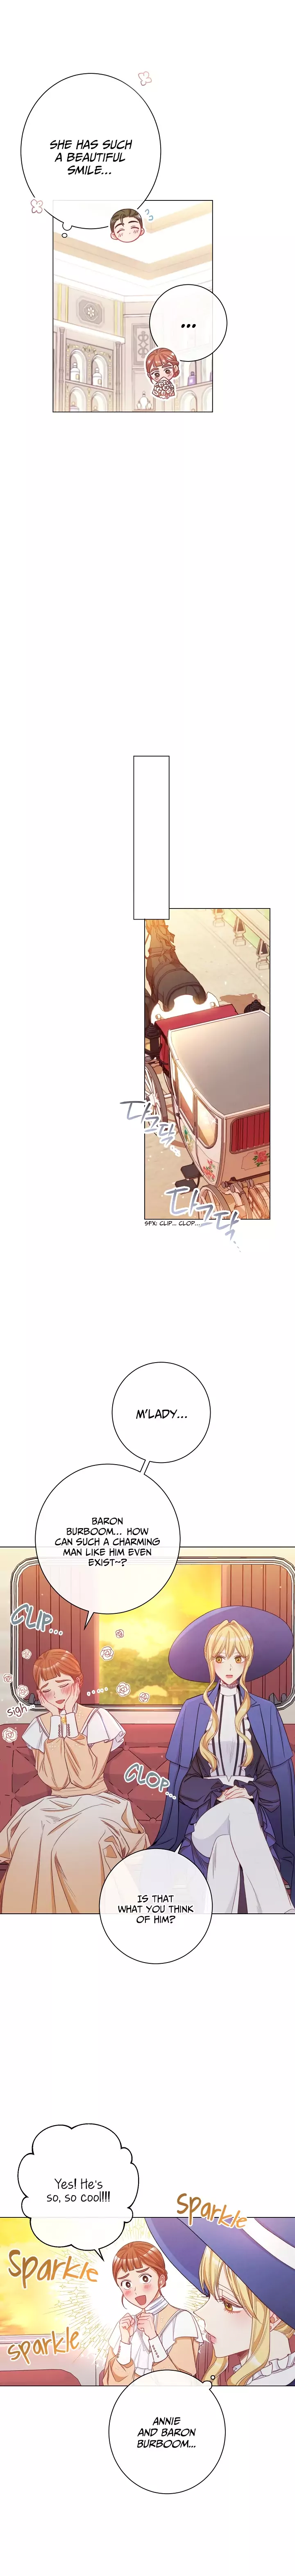 SHE HAS SUCH
A BEAUTIFUL
SMILE...
...
다그닥
다그닥
SFX: CLIP... CLOP...
M'LADY...
BARON
BURBOOM... HOW
CAN SUCH A CHARMING
MAN LIKE HIM EVEN
EXIST~?
CLIP...
sigh
.....
CLOP...
IS THAT
WHAT YOU THINK
OF HIM?
Yes! He's
so, so cool!!!
Sparkle
Sparkle
sparkle
ANNIE
AND BARON
BURBOOM...